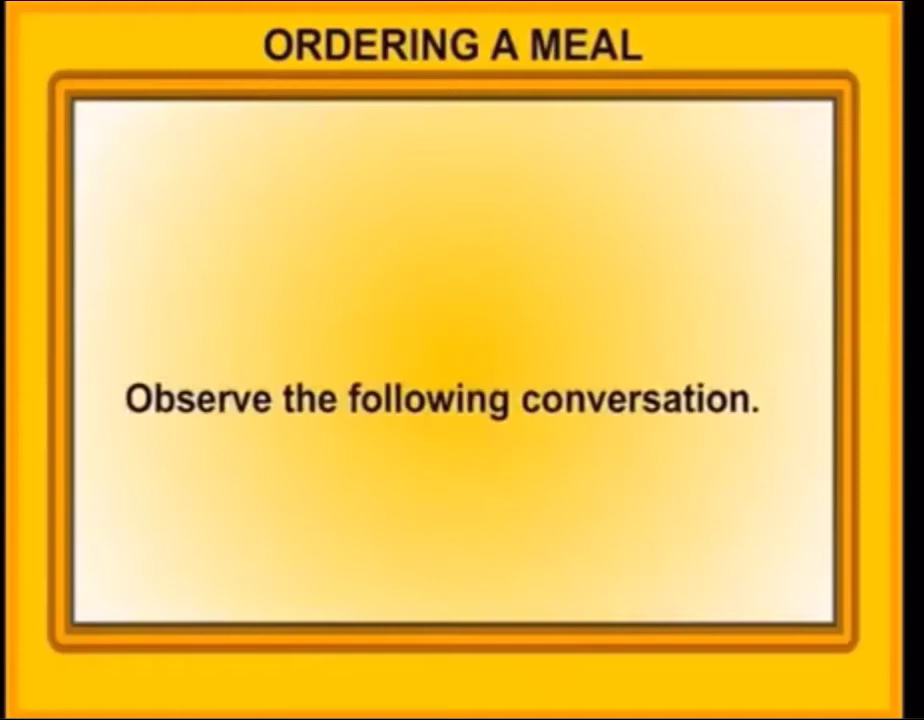 ORDERING A MEAL
Observe the following conversation.